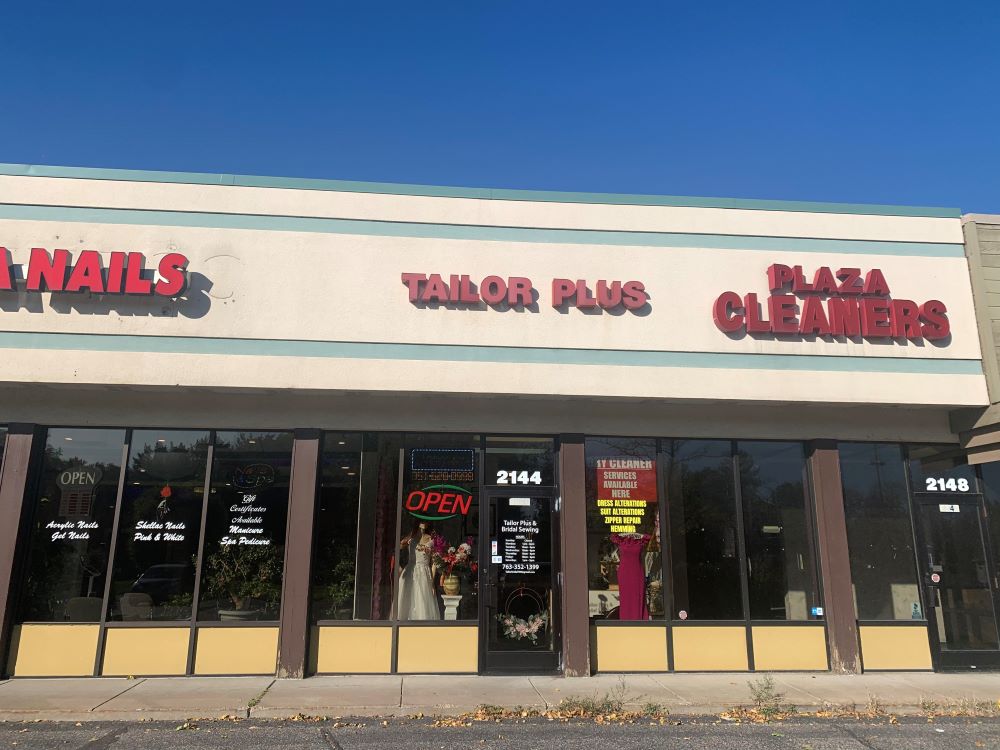 A NAILS
TAILOR PLUS
PLAZA
CLEANERS
OPEN
Acrylic Nails
Gel Nails
Shellac Nails
Pink & White
Gift
Certificates
Available
Manicure
Spa Pedicure
OPEN
2144
Tailor Plus &
Bridal Sewing
763-352-1399
RY CLEANER
SERVICES
AVAILABLE
HERE
DRESS ALTERATIONS
SUIT ALTERATIONS
ZIPPER REPAIR
HEMMING
2148